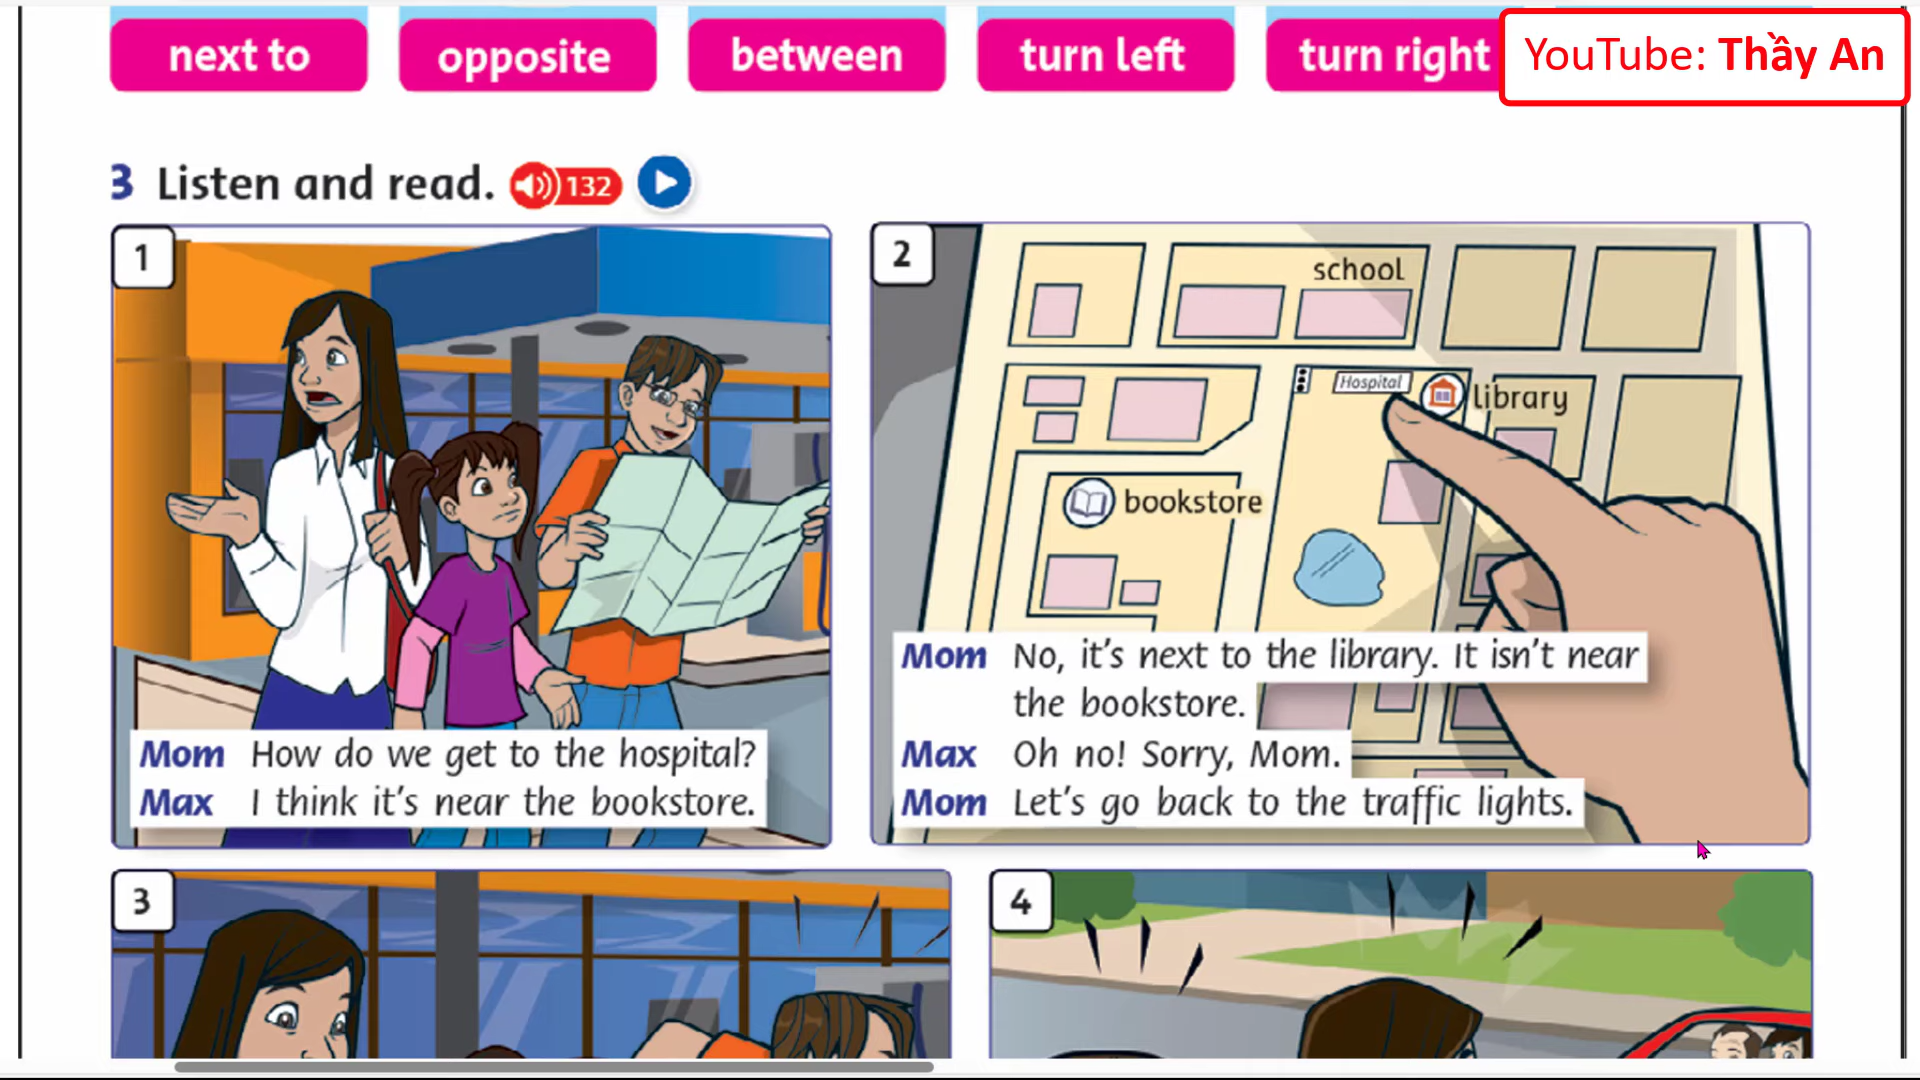 next to
opposite
between
turn left
turn right
YouTube: Thầy An
3 Listen and read. 132
1
2
school
Hospital
library
bookstore
Mom How do we get to the hospital?
Max I think it's near the bookstore.
Mom No, it's next to the library. It isn't near
the bookstore.
Max Oh no! Sorry, Mom.
Mom Let's go back to the traffic lights.
3
4